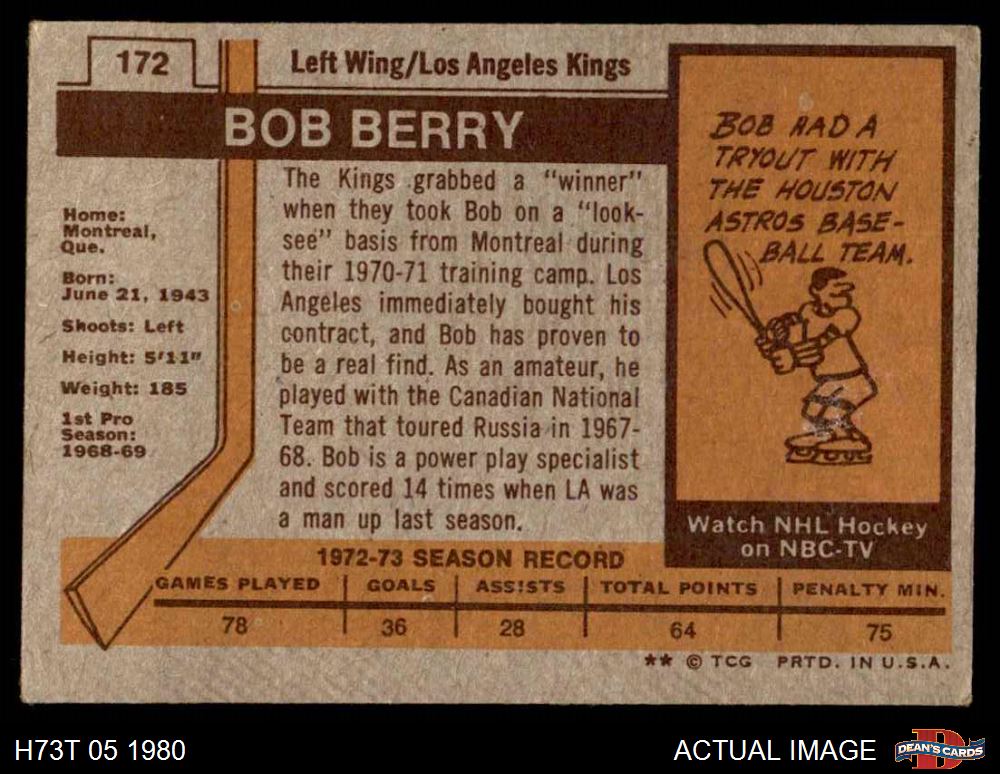 172
Left Wing/Los Angeles Kings
BOB BERRY
Home:
Montreal,
Que.
Born:
June 21, 1943
Shoots: Left
Height: 5'11"
Weight: 185
1st Pro
Season:
1968-69
The Kings grabbed a "winner"
when they took Bob on a "look-
see" basis from Montreal during
their 1970-71 training camp. Los
Angeles immediately bought his
contract, and Bob has proven to
be a real find. As an amateur, he
played with the Canadian National
Team that toured Russia in 1967-
68. Bob is a power play specialist
and scored 14 times when LA was
a man up last season.
BOB HAD A
TRYOUT WITH
THE HOUSTON
ASTROS BASE-
BALL TEAM.
Watch NHL Hockey
on NBC-TV
1972-73 SEASON RECORD
GAMES PLAYED GOALS ASSISTS TOTAL POINTS PENALTY MIN.
78 36 28 64 75
** © TCG PRTD. IN U.S.A.
H73T 05 1980
ACTUAL IMAGE
D
DEAN'S CARDS